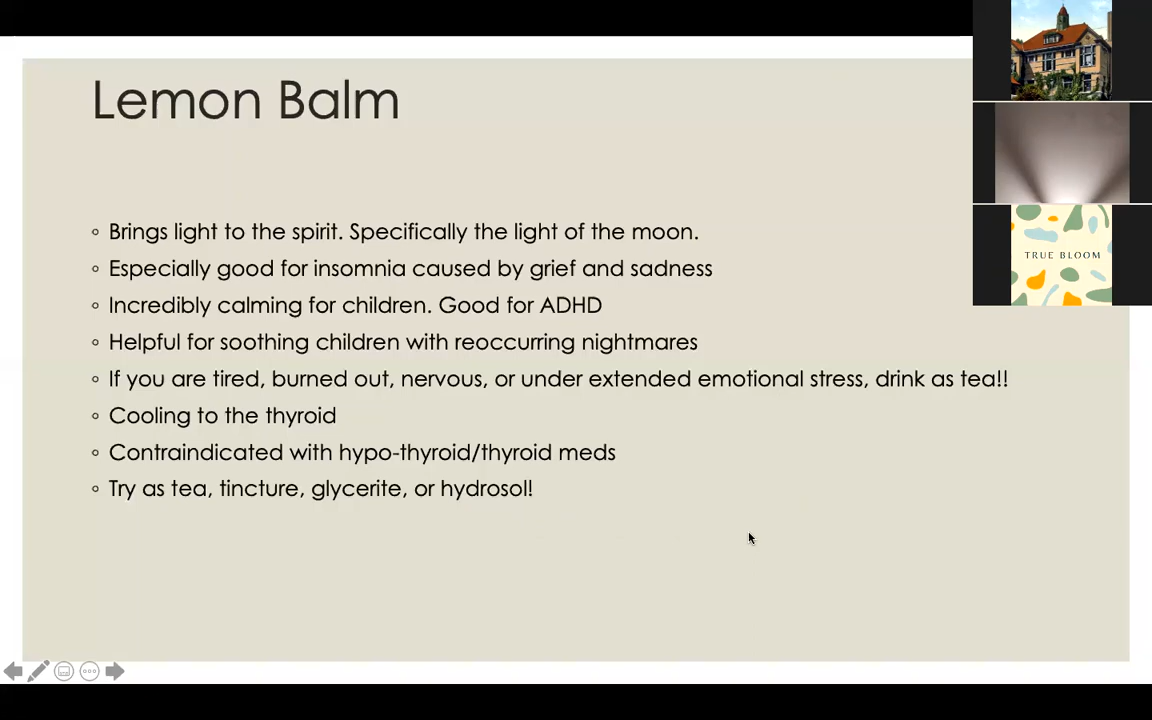 Lemon Balm
Brings light to the spirit. Specifically the light of the moon.
Especially good for insomnia caused by grief and sadness
Incredibly calming for children. Good for ADHD
Helpful for soothing children with reoccurring nightmares
If you are tired, burned out, nervous, or under extended emotional stress, drink as tea!!
Cooling to the thyroid
Contraindicated with hypo-thyroid/thyroid meds
Try as tea, tincture, glycerite, or hydrosol!
TRUE BLOOM